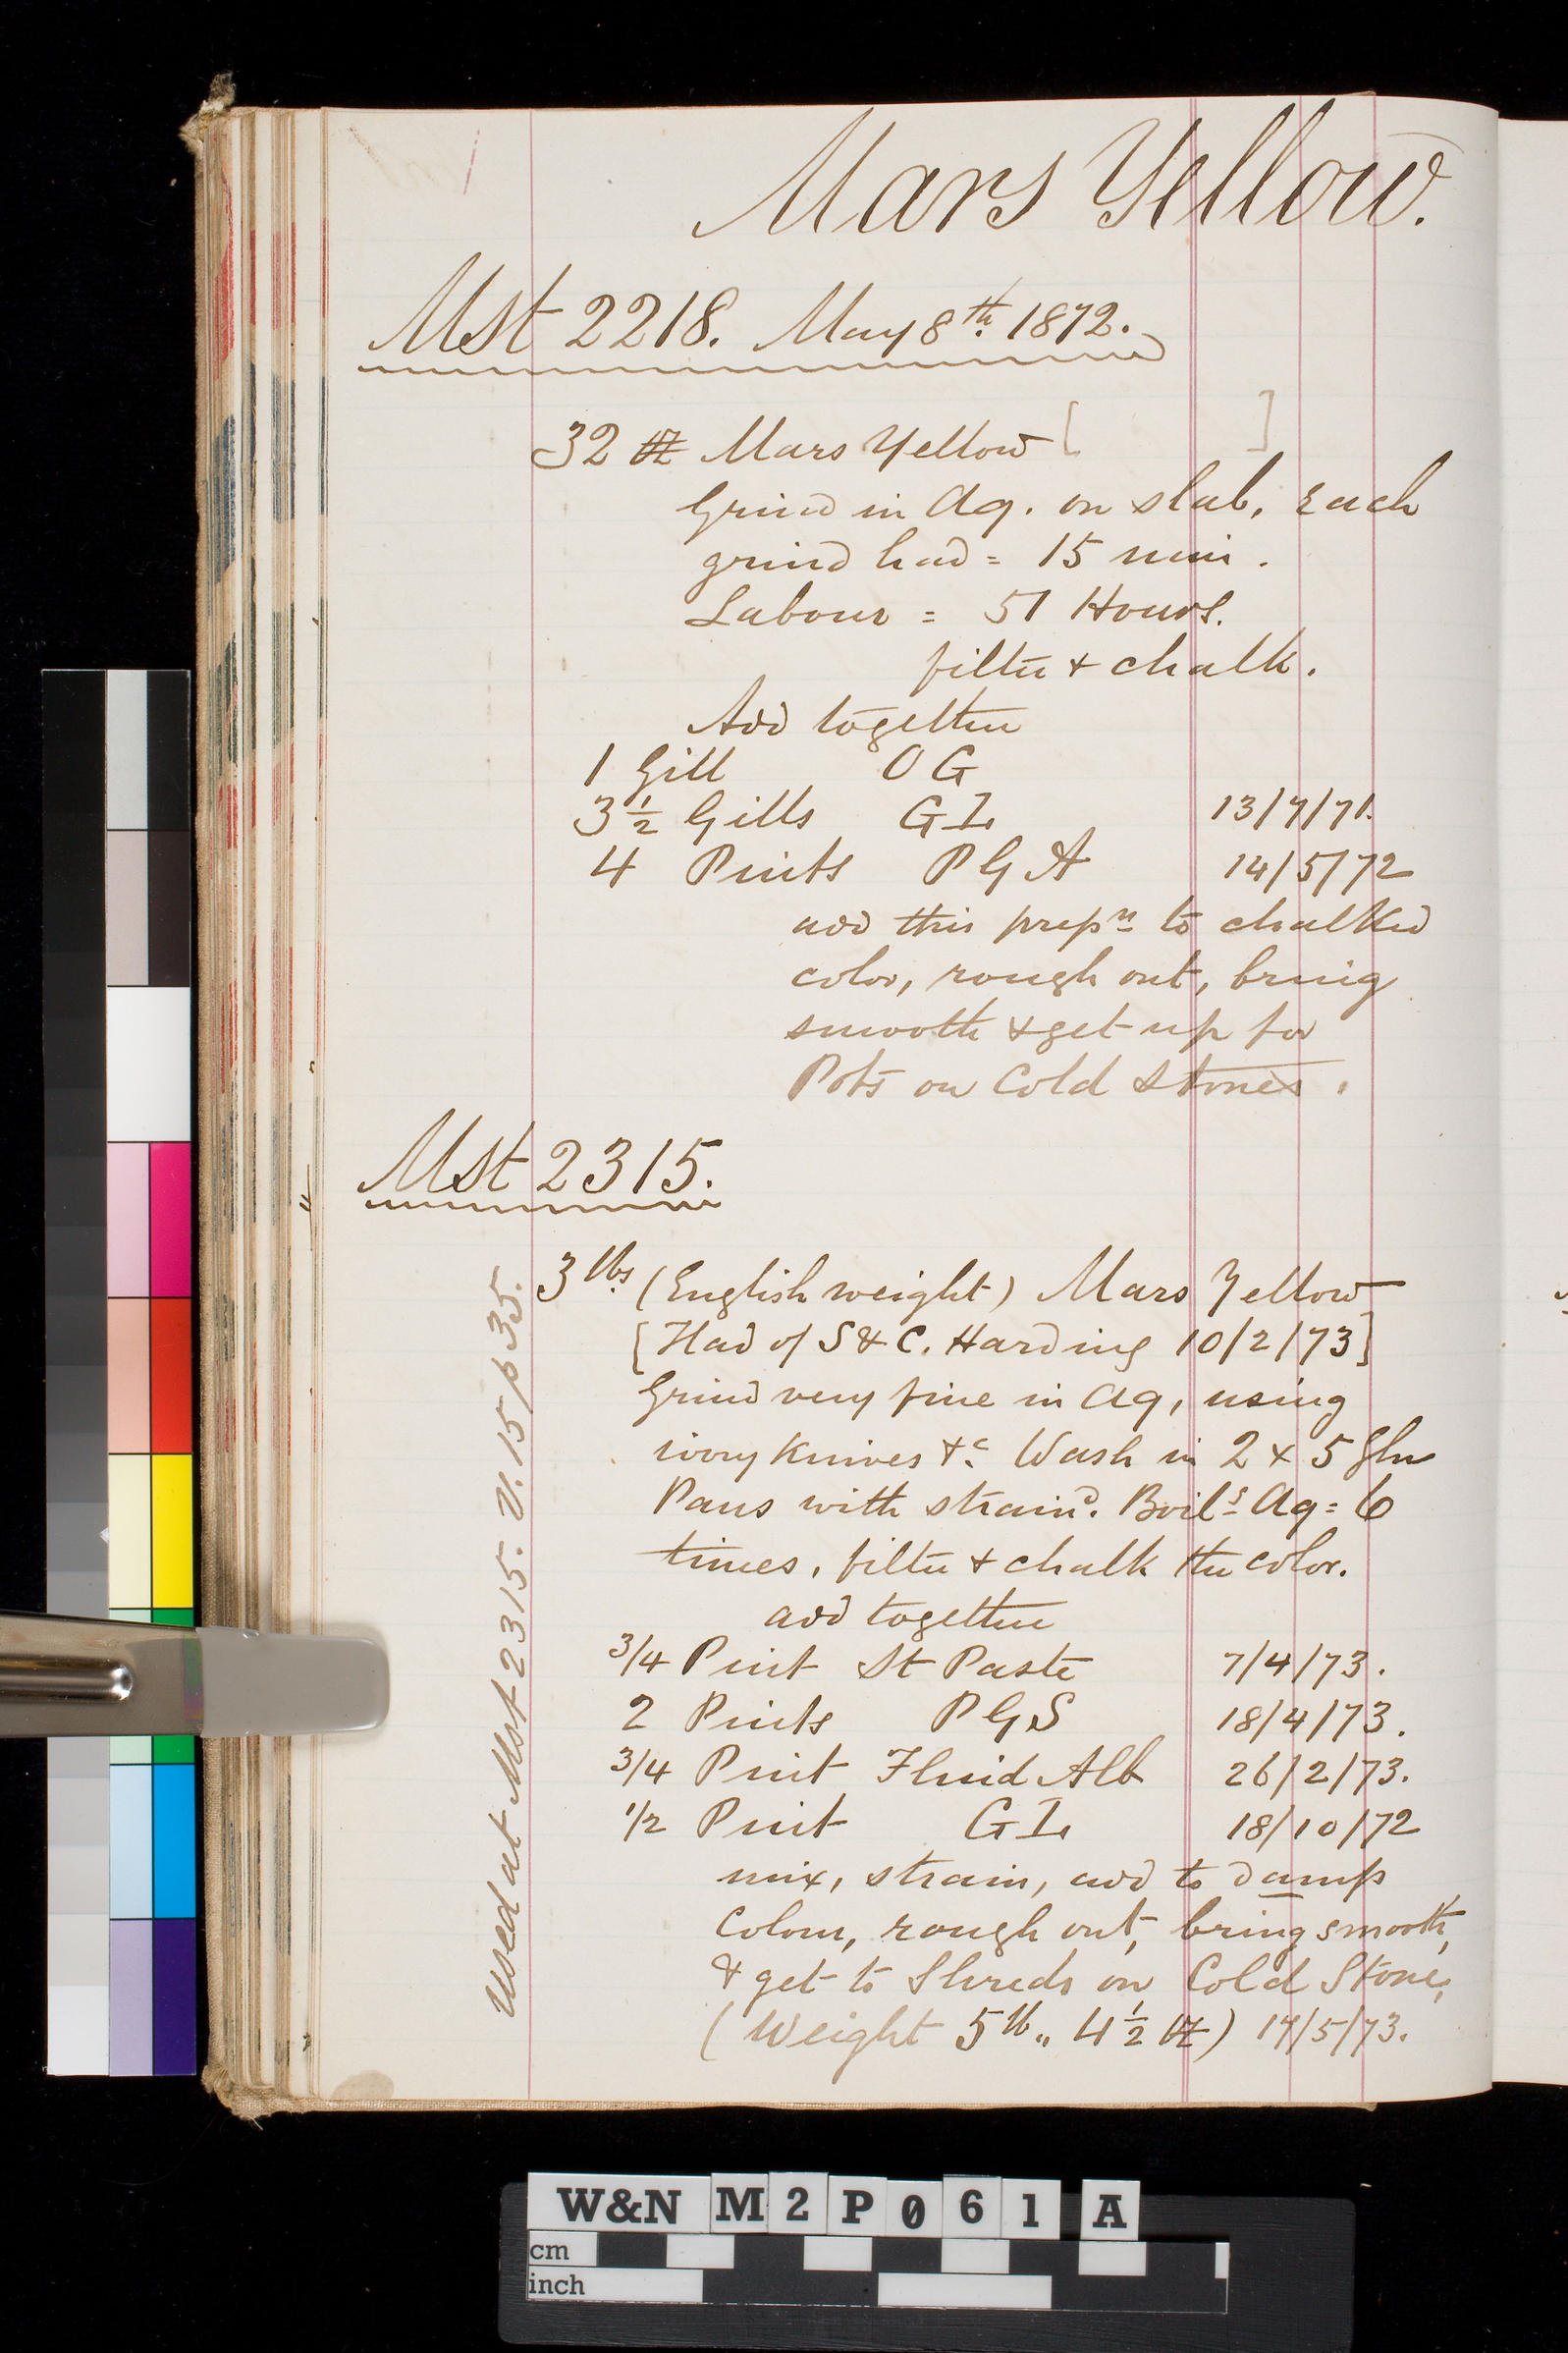 Mars Yellow.
Mst 2218. May 8th. 1872.
32 oz Mars Yellow [ ]
Grind in Aq. on slab, each
grind had = 15 min.
Labour = 51 Hours.
filter & chalk.
Add together
1 Gill OG
3 1/2 Gills GL 13/7/71.
4 Pints PGA 14/5/72
add this prepn to chalked
color, rough out, bring
smooth & get up for
Pots on Cold Stones.
Mst 2315.
3 lbs. (English weight) Mars Yellow
[Had of S & C. Harding 10/2/73]
Grind very fine in Aq, using
ivory knives &c. Wash in 2 x 5 Gln
Pans with straind. Boild Aq = 6
times, filter & chalk the color.
add together
3/4 Pint St Paste 7/4/73.
2 Pints PGS 18/4/73.
3/4 Pint Fluid Alb 26/2/73.
1/2 Pint GL 18/10/72
mix, strain, add to damp
Colour, rough out, bring smooth,
& get to Shreds on Cold Stone,
(Weight 5 lb,, 4 1/2 oz) 17/5/73.
Used at Mst 2315. V. 15 p 35.
W&N M2P061A
cm
inch